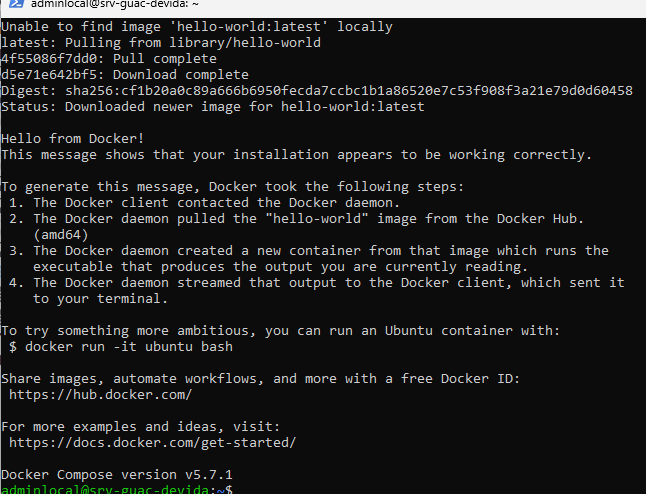 adminlocal@srv-guac-devida: ~
Unable to find image 'hello-world:latest' locally
latest: Pulling from library/hello-world
4f55086f7dd0: Pull complete
d5e71e642bf5: Download complete
Digest: sha256:cf1b20a0c89a666b6950fecda7ccbc1b1a86520e7c53f908f3a21e79d0d60458
Status: Downloaded newer image for hello-world:latest

Hello from Docker!
This message shows that your installation appears to be working correctly.

To generate this message, Docker took the following steps:
 1. The Docker client contacted the Docker daemon.
 2. The Docker daemon pulled the "hello-world" image from the Docker Hub.
    (amd64)
 3. The Docker daemon created a new container from that image which runs the
    executable that produces the output you are currently reading.
 4. The Docker daemon streamed that output to the Docker client, which sent it
    to your terminal.

To try something more ambitious, you can run an Ubuntu container with:
 $ docker run -it ubuntu bash

Share images, automate workflows, and more with a free Docker ID:
 https://hub.docker.com/

For more examples and ideas, visit:
 https://docs.docker.com/get-started/

Docker Compose version v5.7.1
adminlocal@srv-guac-devida:~$